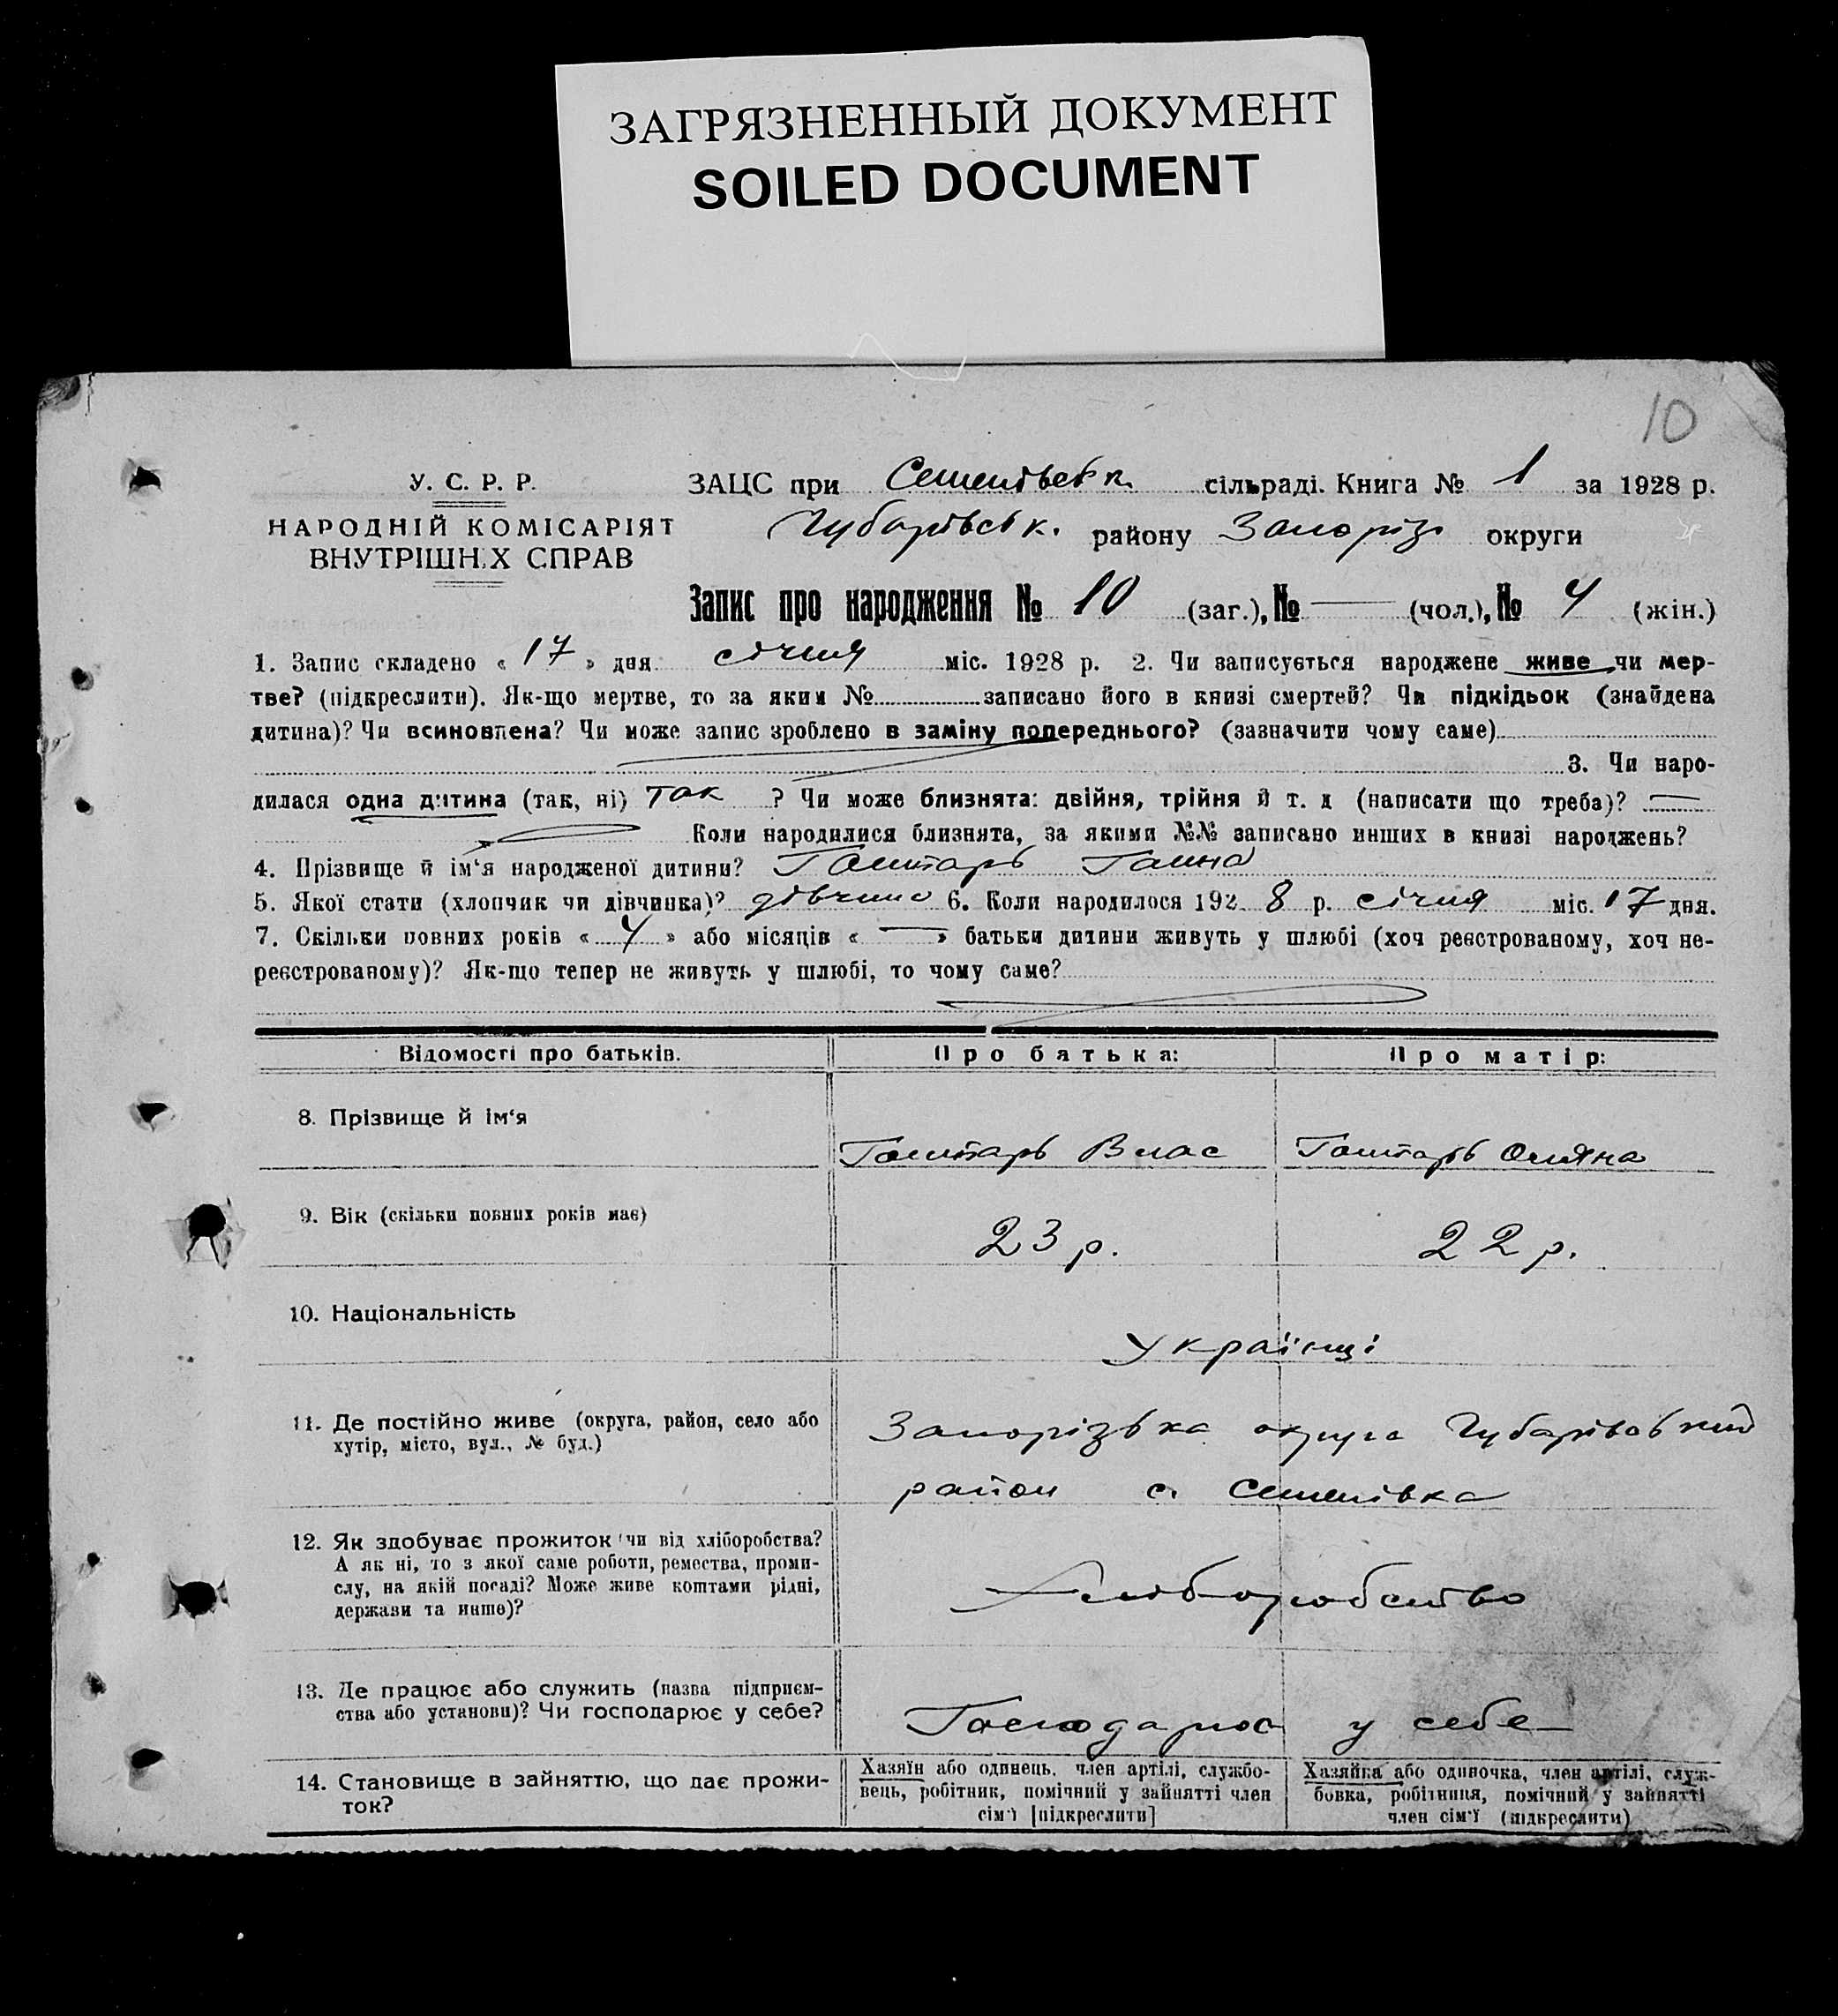 ЗАГРЯЗНЕННЫЙ ДОКУМЕНТ
SOILED DOCUMENT
10
У. С. Р. Р.
НАРОДНІЙ КОМІСАРІЯТ
ВНУТРІШНІХ СПРАВ
ЗАЦС при Семенівськ. сільраді. Книга № 1 за 1928 р.
Губарівськ. району Запоріз. округи
Запис про народження № 10 (заг.), № — (чол.), № 4 (жін.)
1. Запис складено « 17 » дня січня міс. 1928 р. 2. Чи записується народжене живе чи мер-
тве? (підкреслити). Як-що мертве, то за яким № записано його в книзі смертей? Чи підкідьок (знайдена
дитина)? Чи всиновлена? Чи може запис зроблено в заміну попереднього? (зазначити чому саме)
3. Чи наро-
дилася одна дитина (так, ні) так ? Чи може близнята: двійня, трійня й т. д (написати що треба)? —
Коли народилися близнята, за якими №№ записано инших в книзі народжень?
4. Прізвище й ім‘я народженої дитини? Гоштарь Ганна
5. Якої стати (хлопчик чи дівчинка)? дівчина 6. Коли народилося 192 8 р. січня міс. 17 дня.
7. Скільки повних років « 4 » або місяців « — » батьки дитини живуть у шлюбі (хоч реєстрованому, хоч не-
реєстрованому)? Як-що тепер не живуть у шлюбі, то чому саме?
Відомості про батьків. Про батька: Про матір:
8. Прізвище й ім‘я
Гоштарь Влас Гоштарь Оляна
9. Вік (скільки повних років має)
23 р. 22 р.
10. Національність
Українці
11. Де постійно живе (округа, район, село або
хутір, місто, вул., № буд.)
Запорізька округа Губарівський
район с. Семенівка
12. Як здобуває прожиток (чи від хліборобства?
А як ні, то з якої саме роботи, ремества, проми-
слу, на якій посаді? Може живе коштами рідні,
держави та инше)?
Хліборобство
13. Де працює або служить (назва підприєм-
ства або установи)? Чи господарює у себе?
у себе
14. Становище в зайняттю, що дає прожи-
ток?
Хазяїн або одинець, член артілі, службо-
вець, робітник, помічний у зайнятті член
сім'ї [підкреслити]
Хазяйка або одиночка, член артілі, служ-
бовка, робітниця, помічний у зайнятті
член сім'ї (підкреслити)